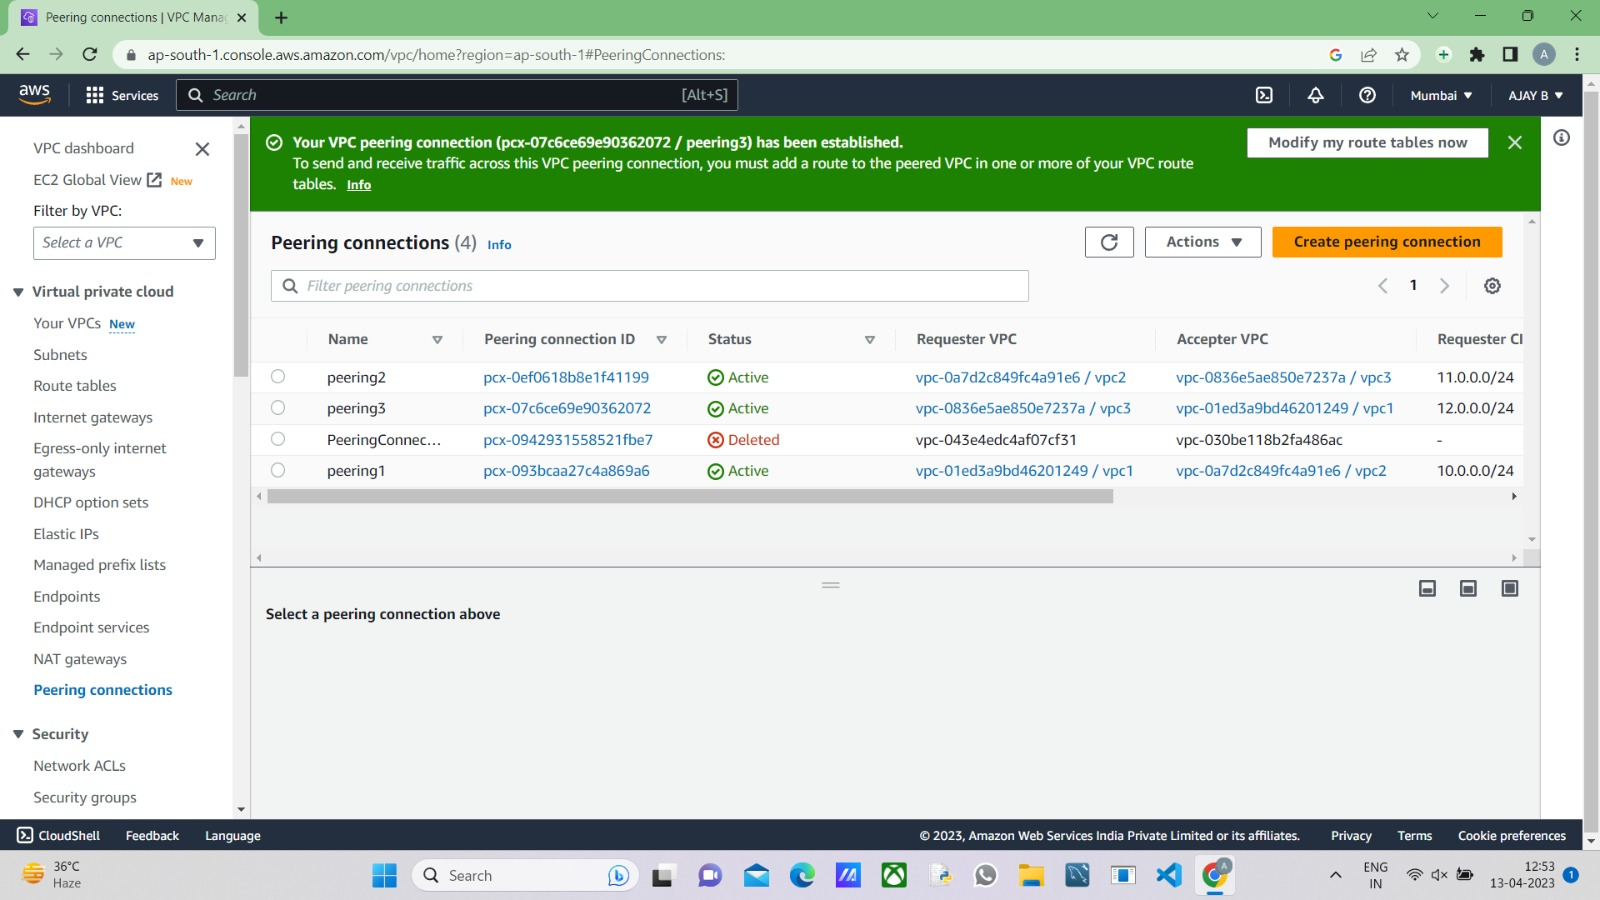 Peering connections | VPC Mana
ap-south-1.console.aws.amazon.com/vpc/home?region=ap-south-1#PeeringConnections:
G
A
aws
Services
Search
[Alt+S]
Mumbai
AJAY B
VPC dashboard
EC2 Global View New
Filter by VPC:
Select a VPC
Virtual private cloud
Your VPCs New
Subnets
Route tables
Internet gateways
Egress-only internet
gateways
DHCP option sets
Elastic IPs
Managed prefix lists
Endpoints
Endpoint services
NAT gateways
Peering connections
Security
Network ACLs
Security groups
Your VPC peering connection (pcx-07c6ce69e90362072 / peering3) has been established.
To send and receive traffic across this VPC peering connection, you must add a route to the peered VPC in one or more of your VPC route
tables. Info
Modify my route tables now
Peering connections (4) Info
Actions
Create peering connection
Filter peering connections
1
Name Peering connection ID Status Requester VPC Accepter VPC Requester CI
peering2 pcx-0ef0618b8e1f41199 Active vpc-0a7d2c849fc4a91e6 / vpc2 vpc-0836e5ae850e7237a / vpc3 11.0.0.0/24
peering3 pcx-07c6ce69e90362072 Active vpc-0836e5ae850e7237a / vpc3 vpc-01ed3a9bd46201249 / vpc1 12.0.0.0/24
PeeringConnec... pcx-0942931558521fbe7 Deleted vpc-043e4edc4af07cf31 vpc-030be118b2fa486ac -
peering1 pcx-093bcaa27c4a869a6 Active vpc-01ed3a9bd46201249 / vpc1 vpc-0a7d2c849fc4a91e6 / vpc2 10.0.0.0/24
Select a peering connection above
CloudShell Feedback Language © 2023, Amazon Web Services India Private Limited or its affiliates. Privacy Terms Cookie preferences
36°C
Haze
Search
A
ENG
IN
12:53
13-04-2023
1